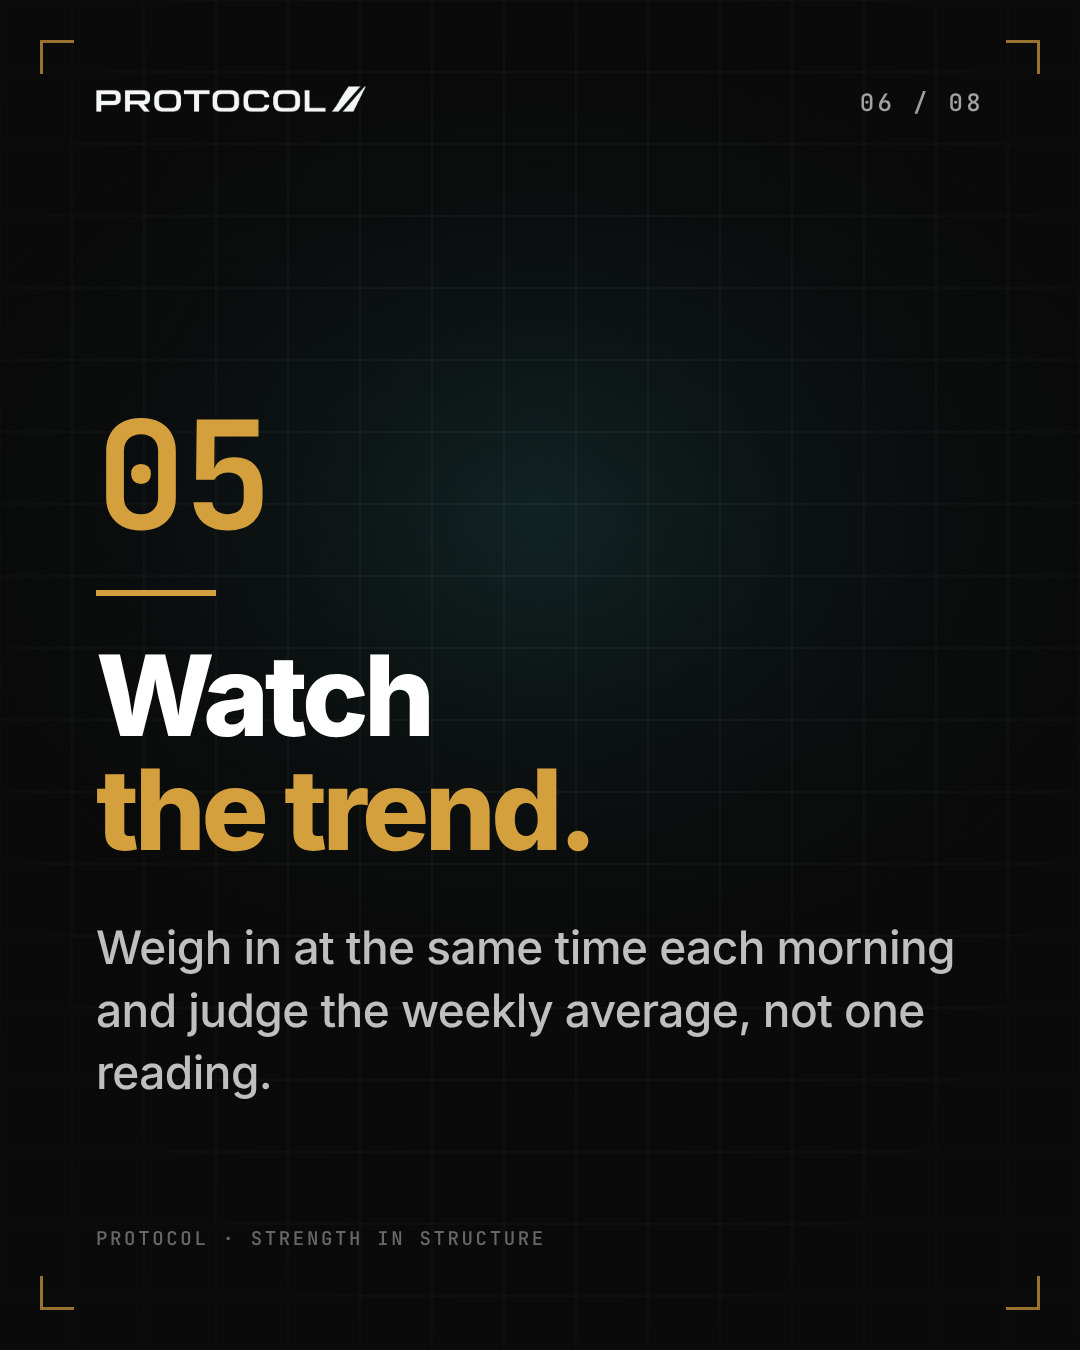 PROTOCOL
06 / 08
05
Watch
the trend.
Weigh in at the same time each morning
and judge the weekly average, not one
reading.
PROTOCOL · STRENGTH IN STRUCTURE